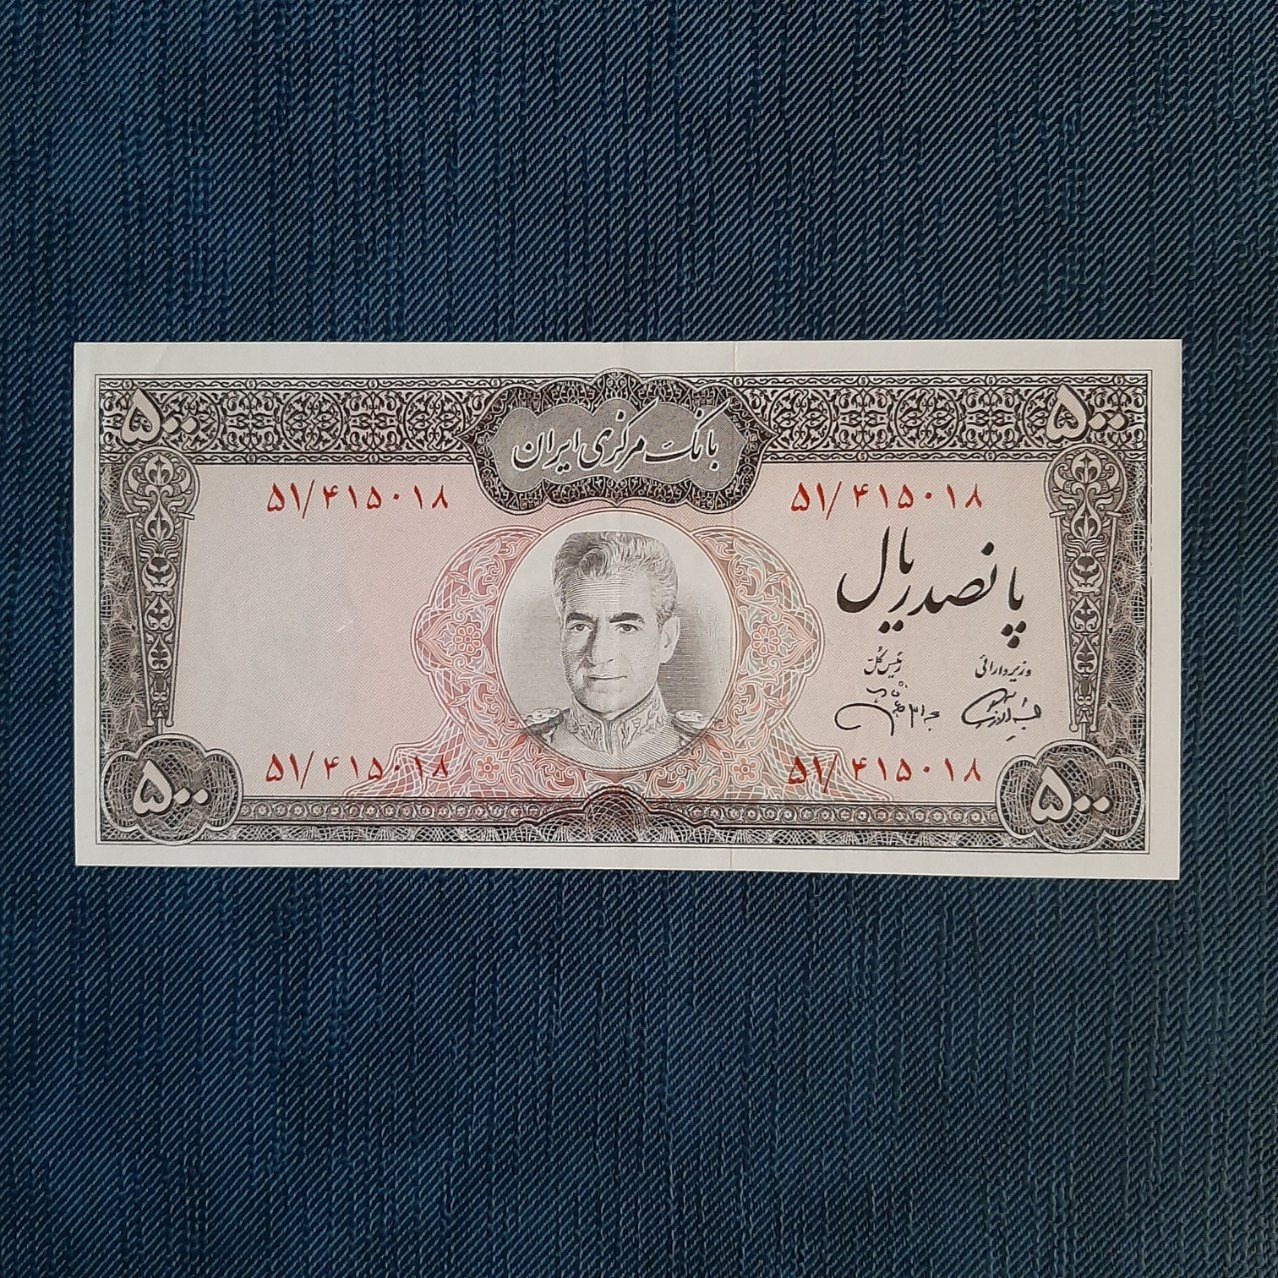 ۵۰۰
۵۰۰
بانک مرکزی ایران
۵۱/۴۱۵۰۱۸
۵۱/۴۱۵۰۱۸
پانصد ریال
وزیر دارائی
رئیس کل
۵۱/۴۱۵۰۱۸
۵۱/۴۱۵۰۱۸
۵۰۰
۵۰۰